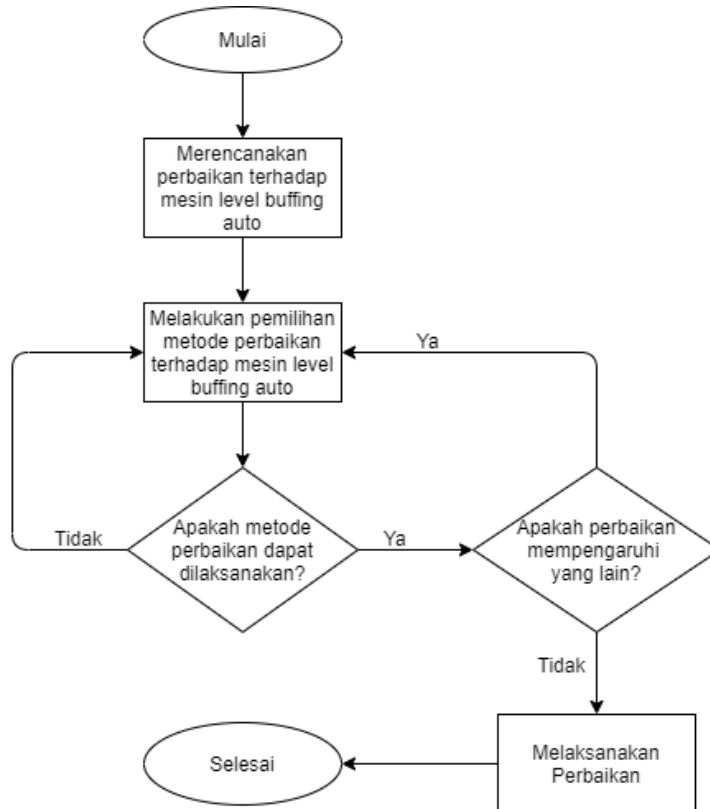 Mulai
Merencanakan
perbaikan terhadap
mesin level buffing
auto
Melakukan pemilihan
metode perbaikan
terhadap mesin level
buffing auto
Ya
Tidak
Apakah metode
perbaikan dapat
dilaksanakan?
Ya
Apakah perbaikan
mempengaruhi
yang lain?
Tidak
Melaksanakan
Perbaikan
Selesai